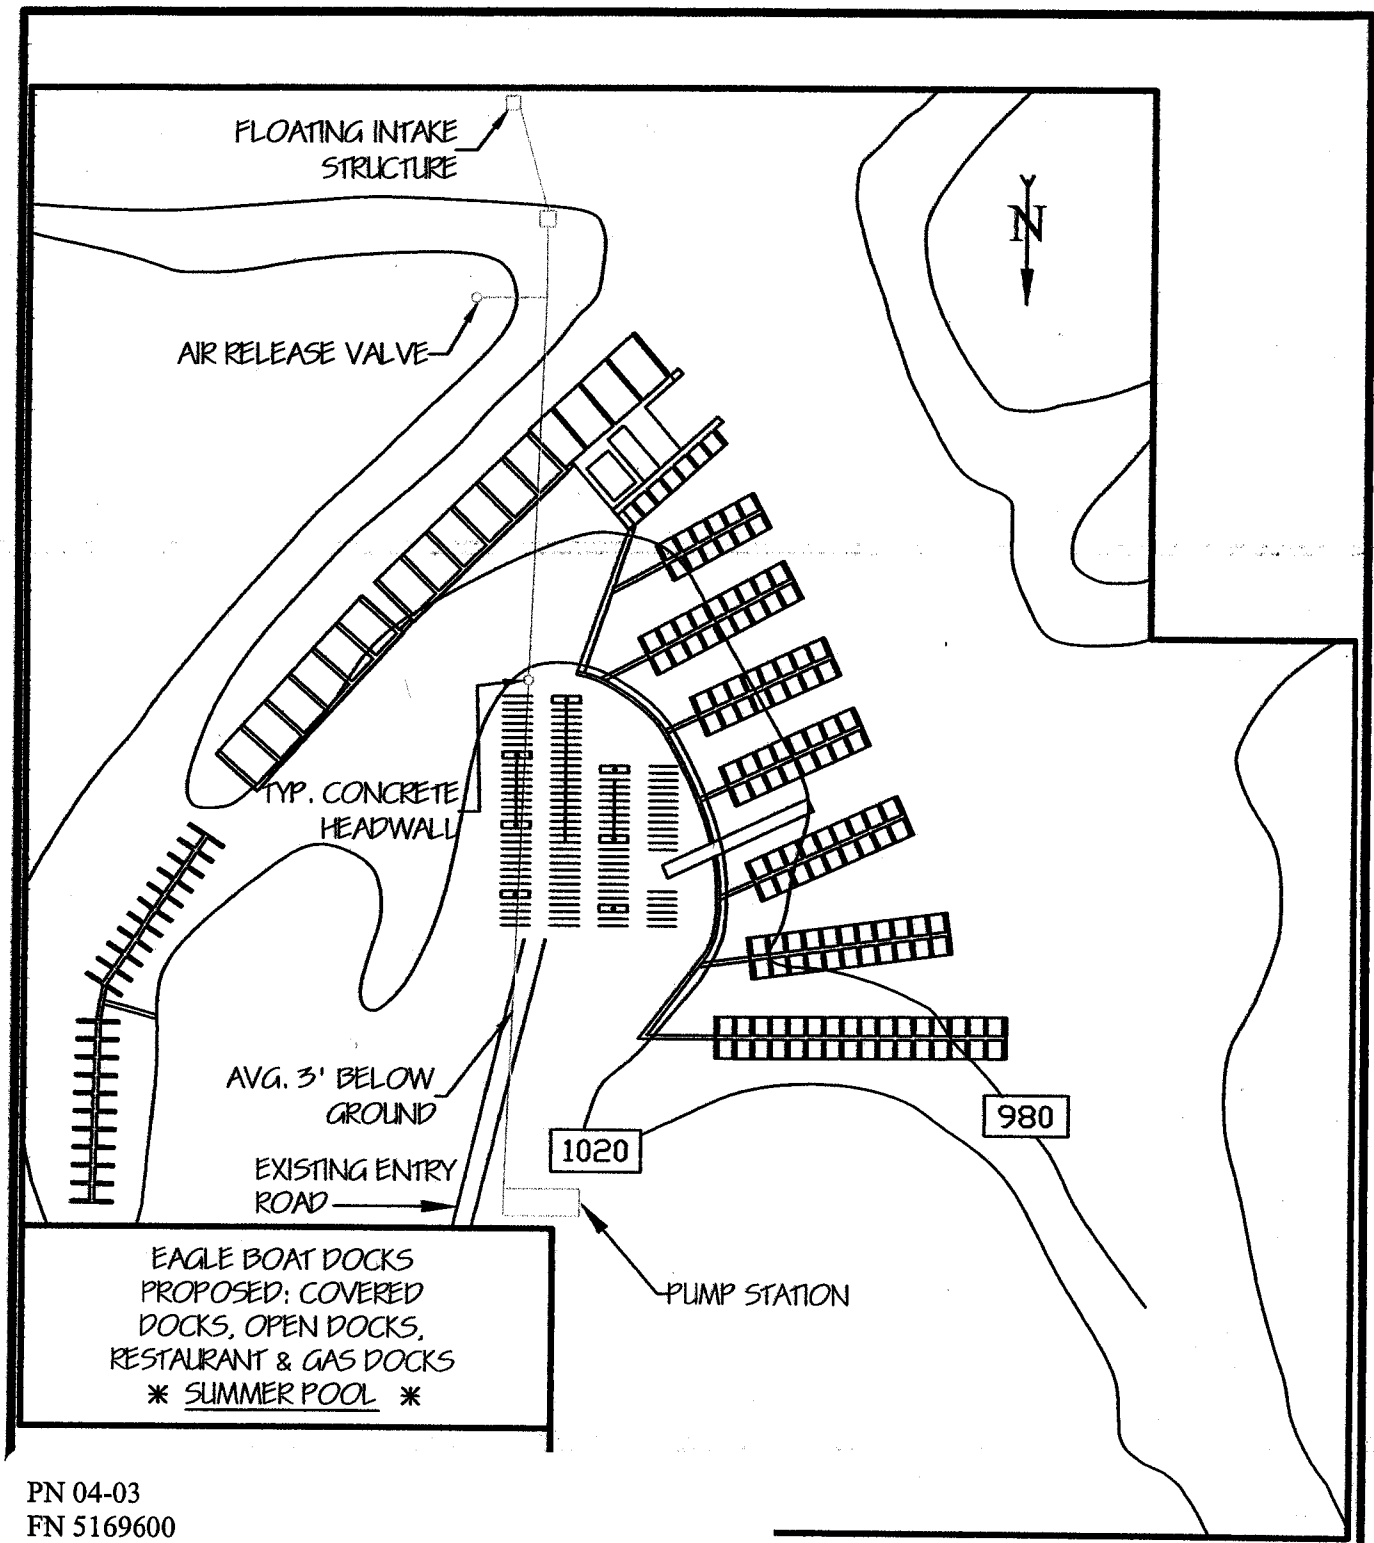 FLOATING INTAKE
STRUCTURE
N
AIR RELEASE VALVE
TYP. CONCRETE
HEADWALL
AVG. 3' BELOW
GROUND
980
1020
EXISTING ENTRY
ROAD
PUMP STATION
EAGLE BOAT DOCKS
PROPOSED: COVERED
DOCKS, OPEN DOCKS,
RESTAURANT & GAS DOCKS
* SUMMER POOL *
PN 04-03
FN 5169600